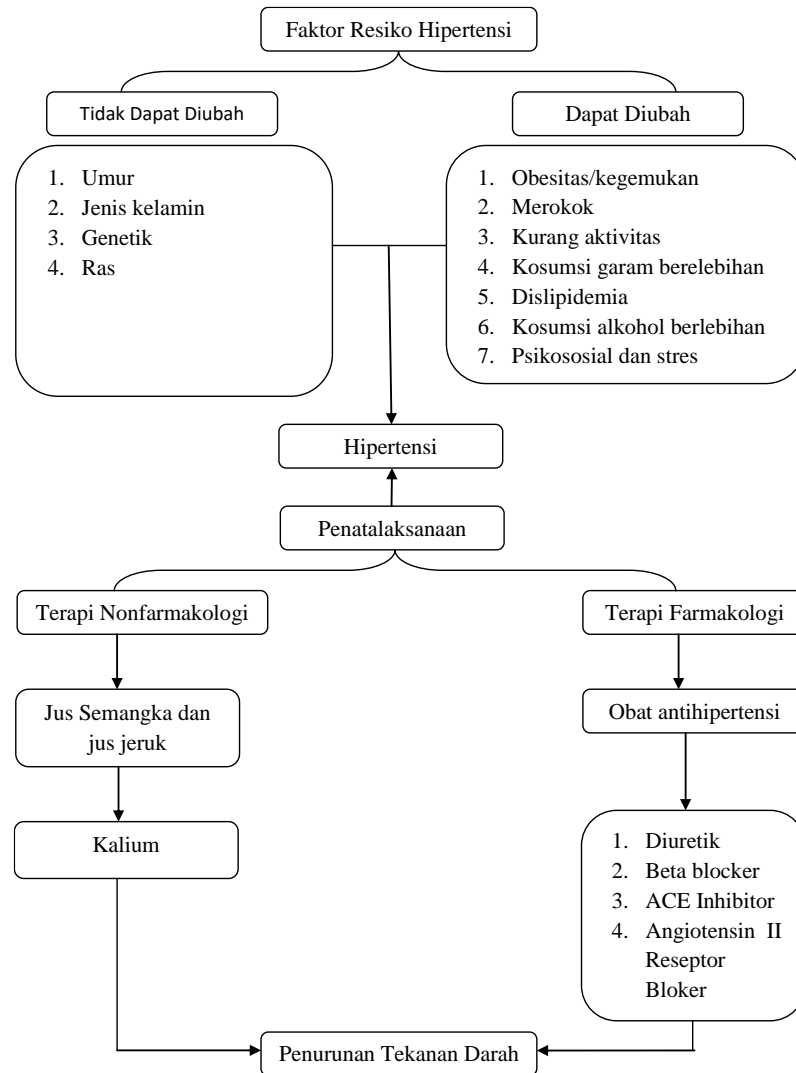 Faktor Resiko Hipertensi
Tidak Dapat Diubah
Dapat Diubah
1. Umur
2. Jenis kelamin
3. Genetik
4. Ras
1. Obesitas/kegemukan
2. Merokok
3. Kurang aktivitas
4. Kosumsi garam berelebihan
5. Dislipidemia
6. Kosumsi alkohol berlebihan
7. Psikososial dan stres
Hipertensi
Penatalaksanaan
Terapi Nonfarmakologi
Terapi Farmakologi
Jus Semangka dan
jus jeruk
Obat antihipertensi
Kalium
1. Diuretik
2. Beta blocker
3. ACE Inhibitor
4. Angiotensin II
Reseptor
Bloker
Penurunan Tekanan Darah